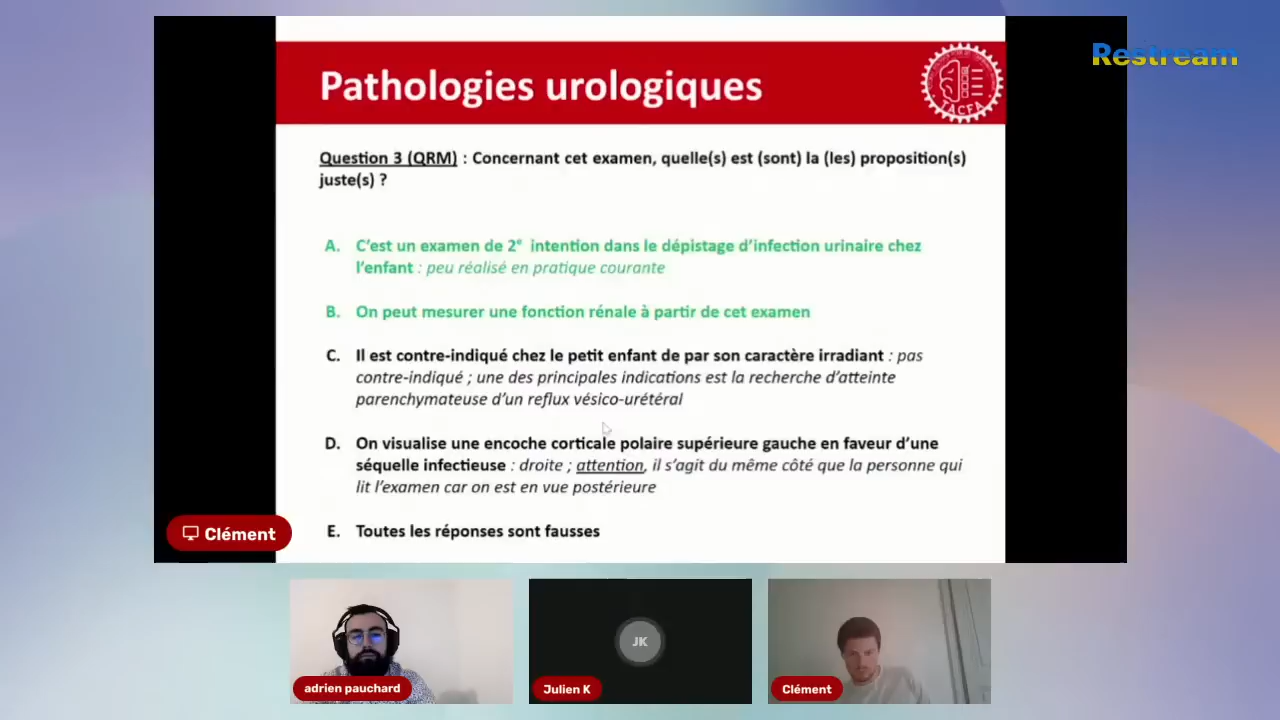 Restream
Pathologies urologiques
TACFA
Question 3 (QRM) : Concernant cet examen, quelle(s) est (sont) la (les) proposition(s)
juste(s) ?
A. C’est un examen de 2e intention dans le dépistage d’infection urinaire chez
l’enfant : peu réalisé en pratique courante
B. On peut mesurer une fonction rénale à partir de cet examen
C. Il est contre-indiqué chez le petit enfant de par son caractère irradiant : pas
contre-indiqué ; une des principales indications est la recherche d’atteinte
parenchymateuse d’un reflux vésico-urétéral
D. On visualise une encoche corticale polaire supérieure gauche en faveur d’une
séquelle infectieuse : droite ; attention, il s’agit du même côté que la personne qui
lit l’examen car on est en vue postérieure
E. Toutes les réponses sont fausses
Clément
JK
adrien pauchard
Julien K
Clément